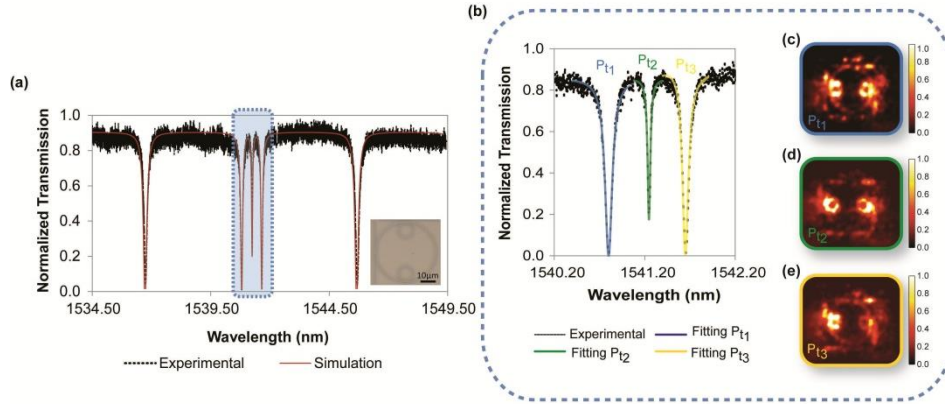 (a)
Normalized Transmission
1.0
0.8
0.6
0.4
0.2
0.0
1534.50 1539.50 1544.50 1549.50
Wavelength (nm)
Experimental Simulation
10µm
(b)
Normalized Transmission
1.0
0.8
0.6
0.4
0.2
0.0
Pt1 Pt2 Pt3
1540.20 1541.20 1542.20
Wavelength (nm)
Experimental Fitting Pt1
Fitting Pt2 Fitting Pt3
(c)
Pt1
1.0
0.8
0.6
0.4
0.2
0
(d)
Pt2
1.0
0.8
0.6
0.4
0.2
0
(e)
Pt3
1.0
0.8
0.6
0.4
0.2
0